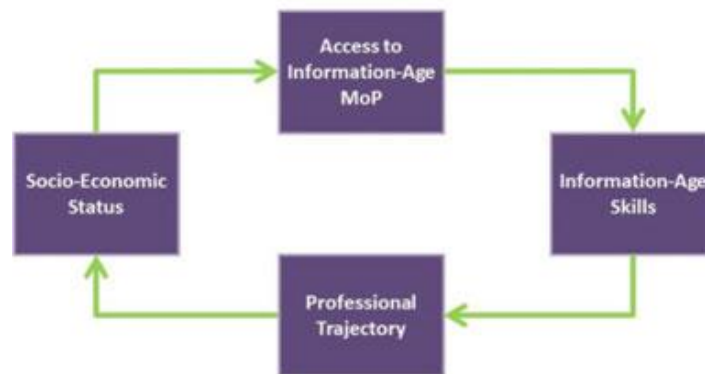 Access to
Information-Age
MoP
Socio-Economic
Status
Information-Age
Skills
Professional
Trajectory